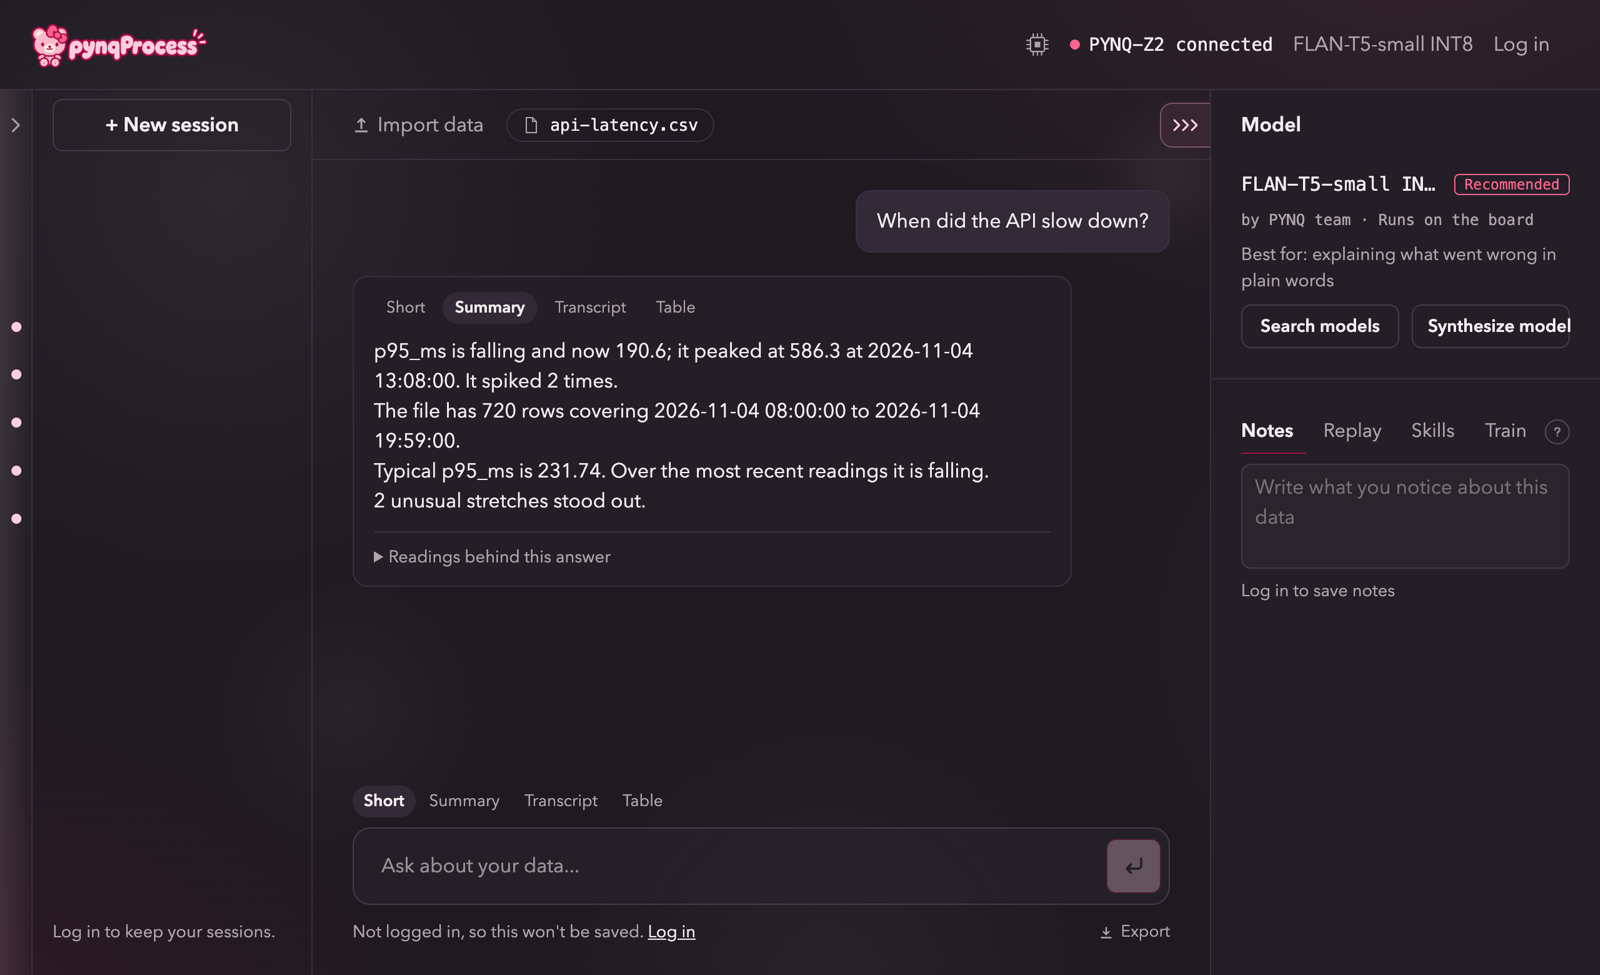 pynqProcess
PYNQ-Z2 connected
FLAN-T5-small INT8
Log in
+ New session
Import data
api-latency.csv
>>>
Model
When did the API slow down?
FLAN-T5-small IN…
Recommended
by PYNQ team · Runs on the board
Best for: explaining what went wrong in
plain words
Search models
Synthesize model
Short
Summary
Transcript
Table
p95_ms is falling and now 190.6; it peaked at 586.3 at 2026-11-04
13:08:00. It spiked 2 times.
The file has 720 rows covering 2026-11-04 08:00:00 to 2026-11-04
19:59:00.
Typical p95_ms is 231.74. Over the most recent readings it is falling.
2 unusual stretches stood out.
Readings behind this answer
Notes
Replay
Skills
Train
?
Write what you notice about this
data
Log in to save notes
Short
Summary
Transcript
Table
Ask about your data...
Log in to keep your sessions.
Not logged in, so this won't be saved. Log in
Export